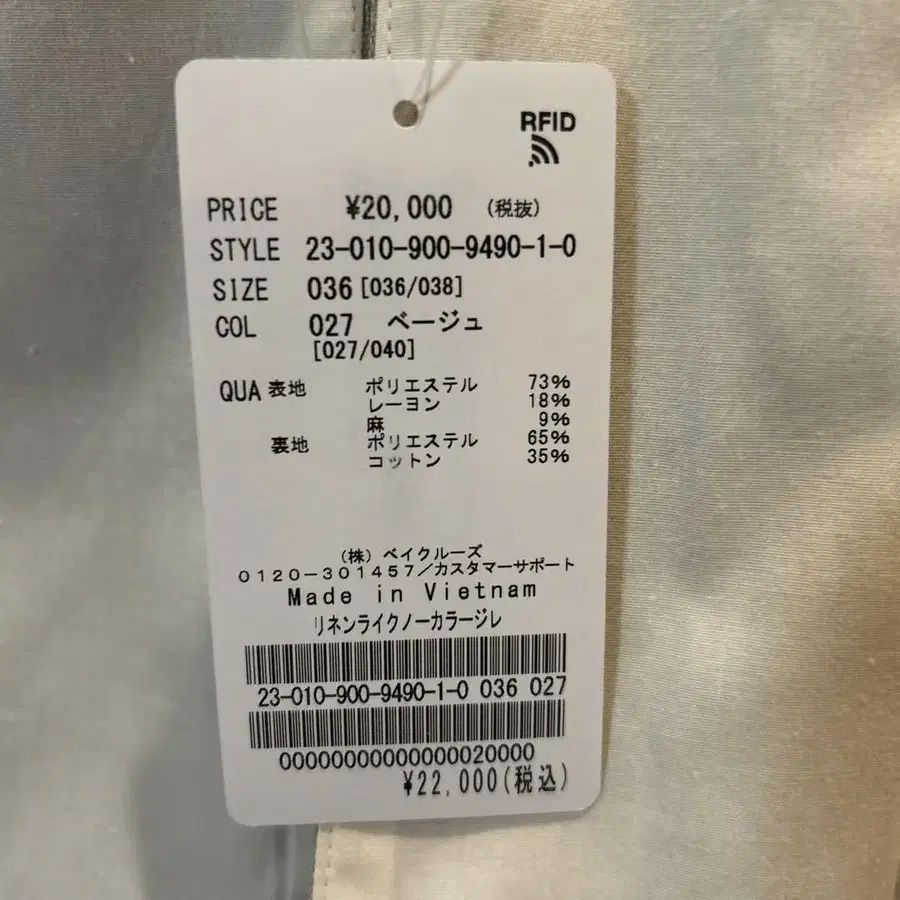 RFID
PRICE ¥20,000 (税抜)
STYLE 23-010-900-9490-1-0
SIZE 036 [036/038]
COL 027 ベージュ
[027/040]
QUA 表地 ポリエステル 73%
レーヨン 18%
麻 9%
裏地 ポリエステル 65%
コットン 35%
(株) ベイクルーズ
0120-301457/カスタマーサポート
Made in Vietnam
リネンライクノーカラージレ
23-010-900-9490-1-0 036 027
00000000000000020000
¥22,000(税込)